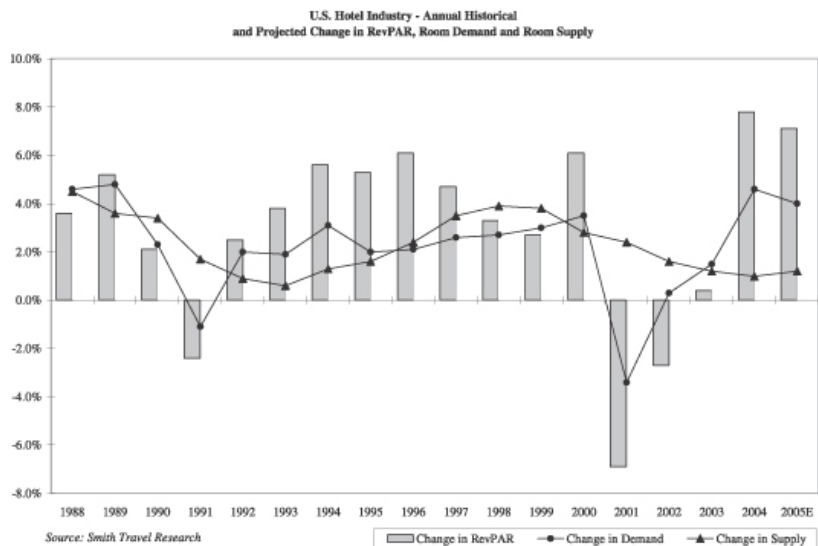 U.S. Hotel Industry - Annual Historical
and Projected Change in RevPAR, Room Demand and Room Supply
10.0%
8.0%
6.0%
4.0%
2.0%
0.0%
-2.0%
-4.0%
-6.0%
-8.0%
1988 1989 1990 1991 1992 1993 1994 1995 1996 1997 1998 1999 2000 2001 2002 2003 2004 2005E
Source: Smith Travel Research
Change in RevPAR Change in Demand Change in Supply